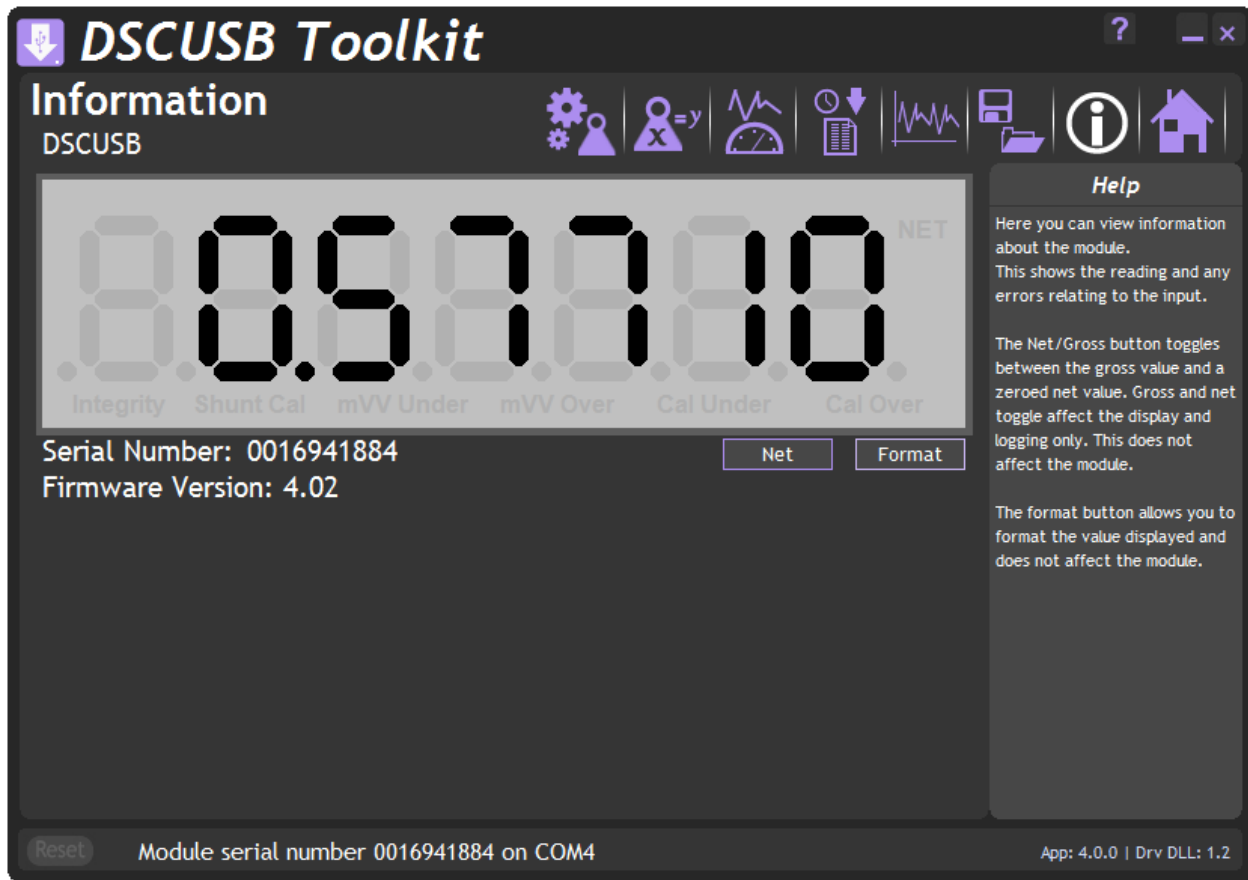 DSCUSB Toolkit
?
Information
DSCUSB
x
=y
NET
0.57710
Integrity Shunt Cal mVV Under mVV Over Cal Under Cal Over
Serial Number: 0016941884
Net
Format
Firmware Version: 4.02
Help
Here you can view information
about the module.
This shows the reading and any
errors relating to the input.
The Net/Gross button toggles
between the gross value and a
zeroed net value. Gross and net
toggle affect the display and
logging only. This does not
affect the module.
The format button allows you to
format the value displayed and
does not affect the module.
Reset
Module serial number 0016941884 on COM4
App: 4.0.0 | Drv DLL: 1.2